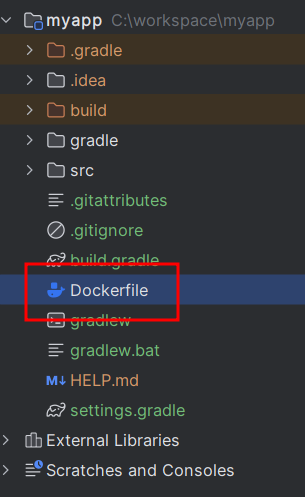 myapp C:\workspace\myapp
.gradle
.idea
build
gradle
src
.gitattributes
.gitignore
build.gradle
Dockerfile
gradlew
gradlew.bat
M↓ HELP.md
settings.gradle
External Libraries
Scratches and Consoles